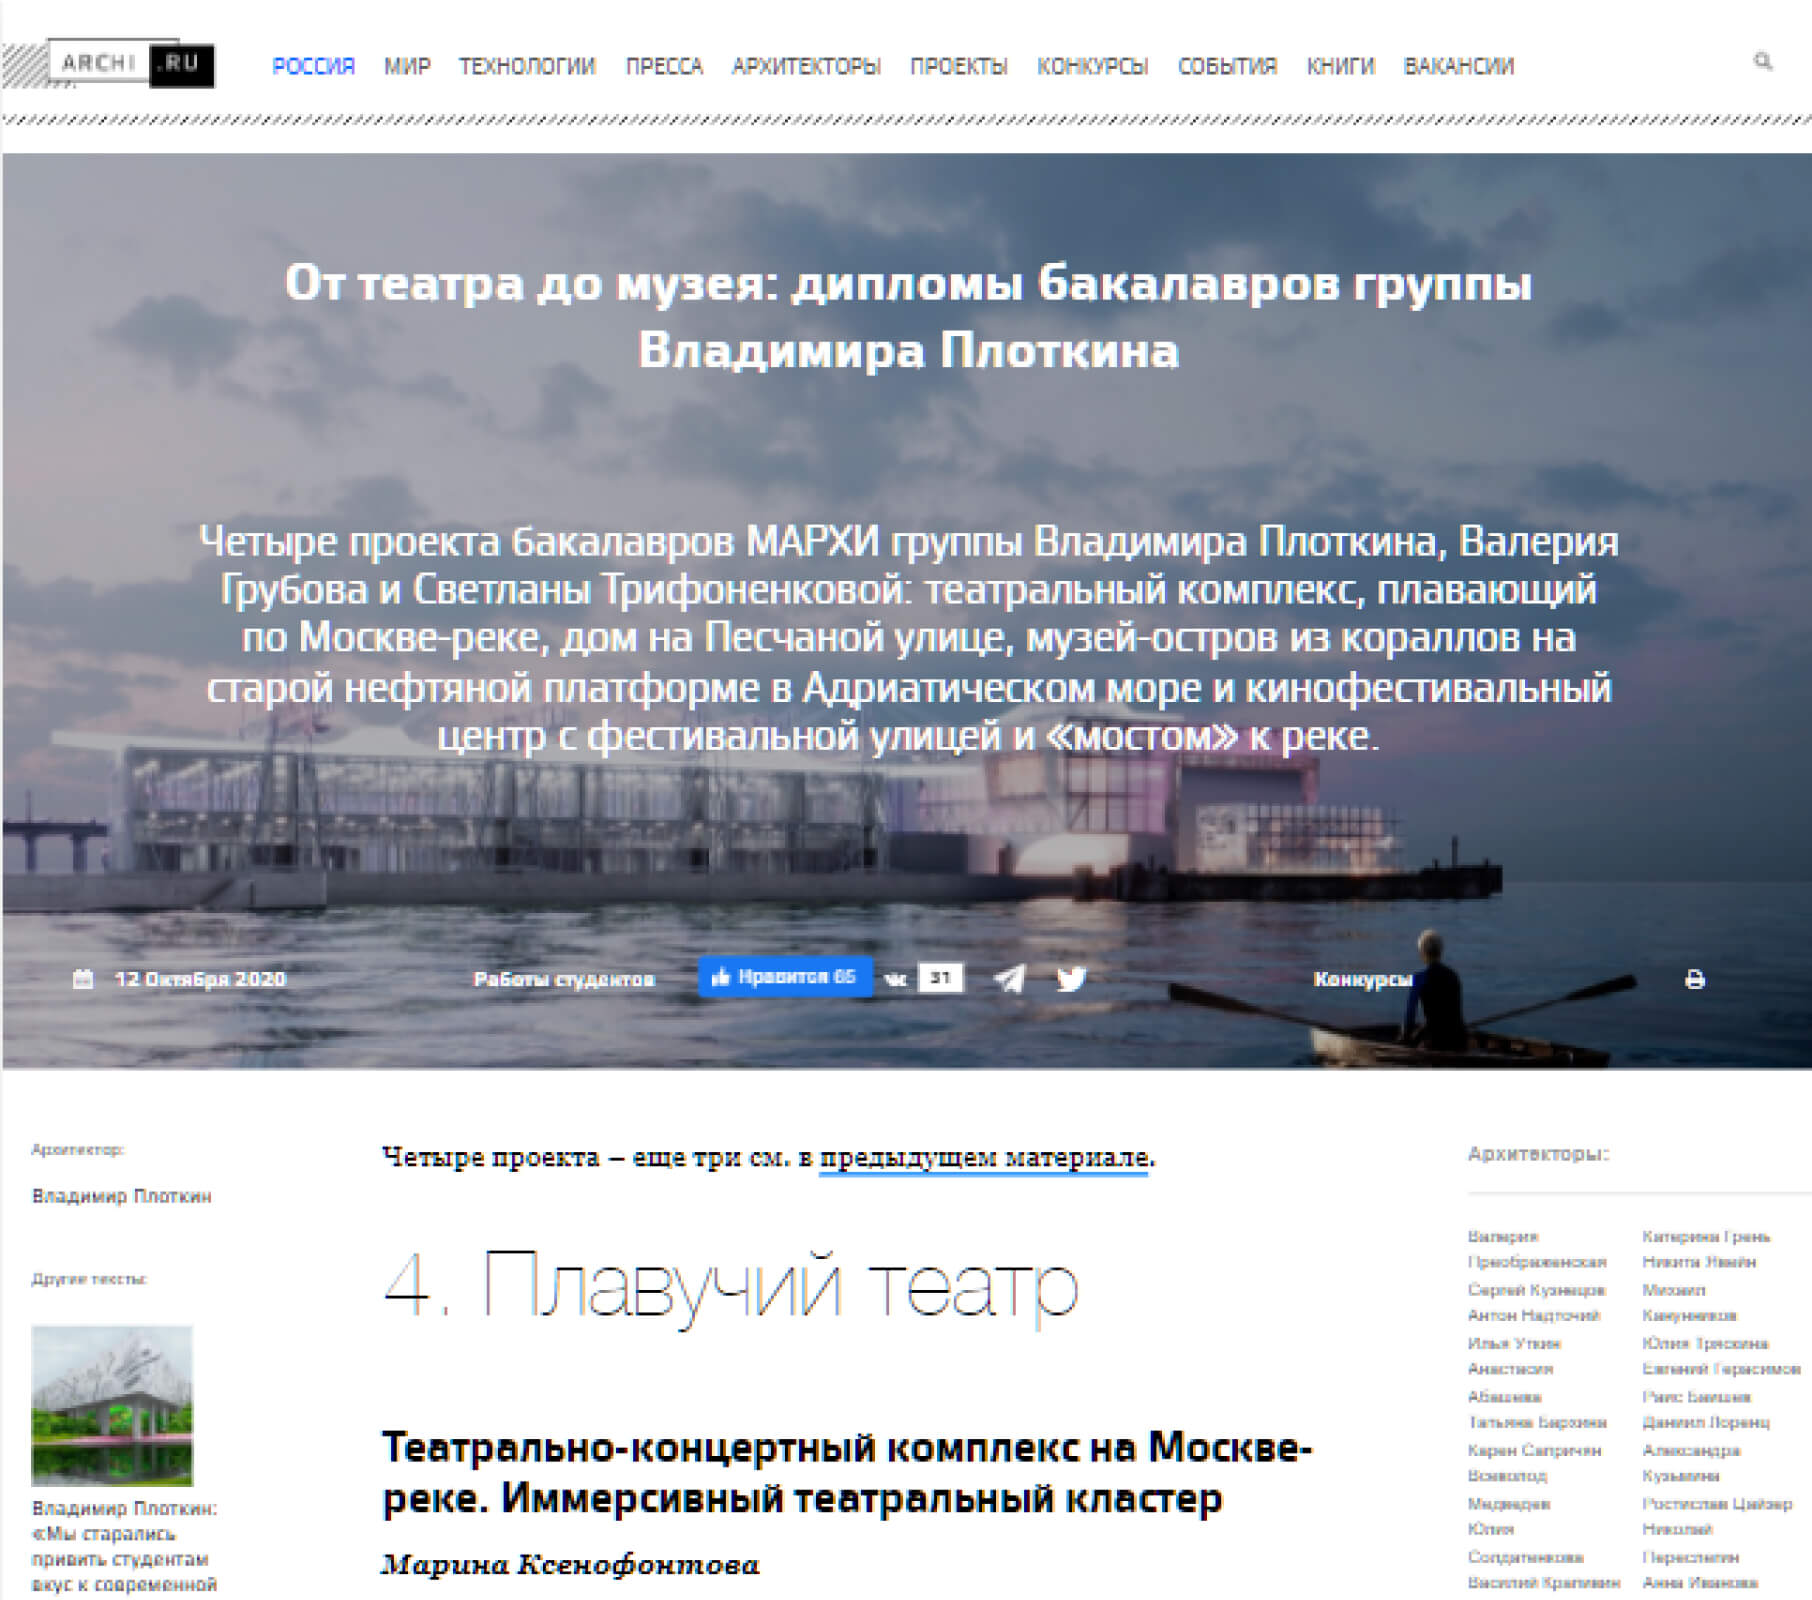 ARCHI .RU
РОССИЯ МИР ТЕХНОЛОГИИ ПРЕССА АРХИТЕКТОРЫ ПРОЕКТЫ КОНКУРСЫ СОБЫТИЯ КНИГИ ВАКАНСИИ
От театра до музея: дипломы бакалавров группы
Владимира Плоткина
Четыре проекта бакалавров МАРХИ группы Владимира Плоткина, Валерия
Грубова и Светланы Трифоненковой: театральный комплекс, плавающий
по Москве-реке, дом на Песчаной улице, музей-остров из кораллов на
старой нефтяной платформе в Адриатическом море и кинофестивальный
центр с фестивальной улицей и «мостом» к реке.
12 Октября 2020 Работы студентов Нравится 65 31 Конкурсы
Архитектор:
Владимир Плоткин
Другие тексты:
Владимир Плоткин:
«Мы старались
привить студентам
вкус к современной
Четыре проекта – еще три см. в предыдущем материале.
4. Плавучий театр
Театрально-концертный комплекс на Москве-
реке. Иммерсивный театральный кластер
Марина Ксенофонтова
Архитекторы:
Валерия
Преображенская
Сергей Кузнецов
Антон Надточий
Илья Уткин
Анастасия
Абашева
Татьяна Бархина
Карен Сапричян
Всеволод
Медведев
Юлия
Солдатенкова
Василий Крапивин
Катерина Грень
Никита Явейн
Михаил
Канунников
Юлия Тряскина
Евгений Герасимов
Раис Баишев
Даниил Лоренц
Александра
Кузьмина
Ростислав Цайзер
Николай
Переслегин
Анна Иванова